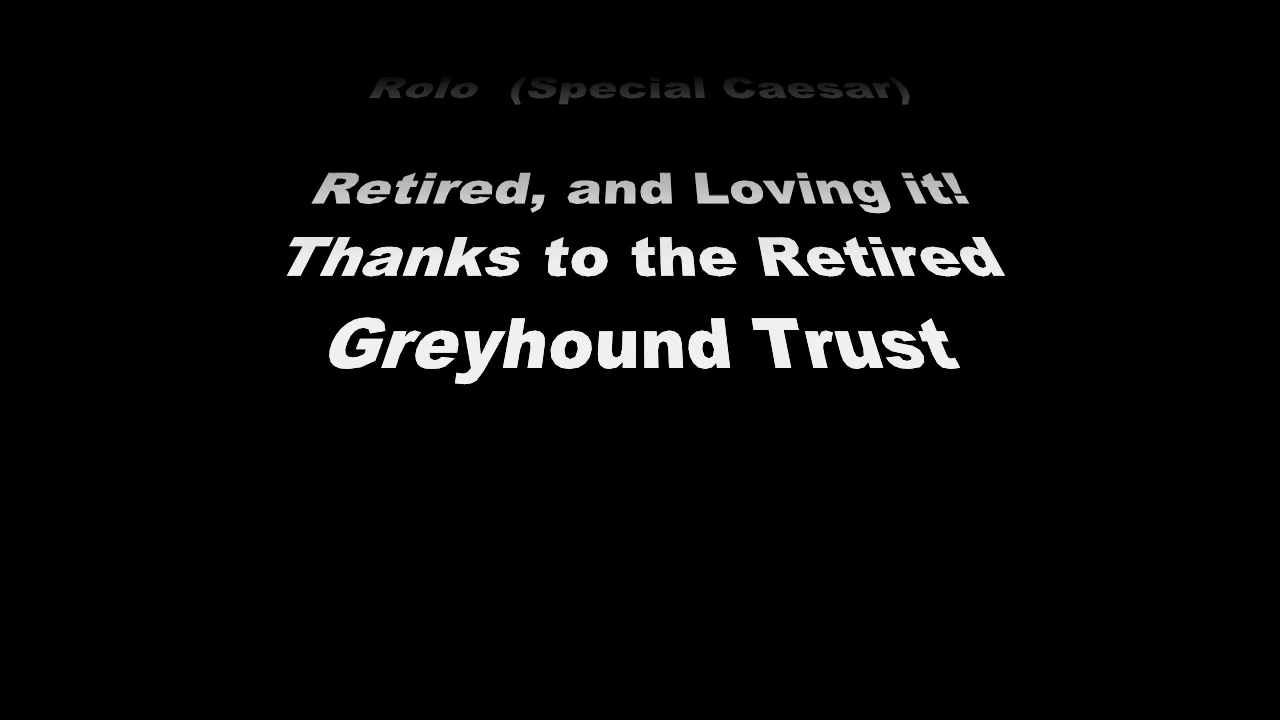 Rolo (Special Caesar)
Retired, and Loving it!
Thanks to the Retired
Greyhound Trust